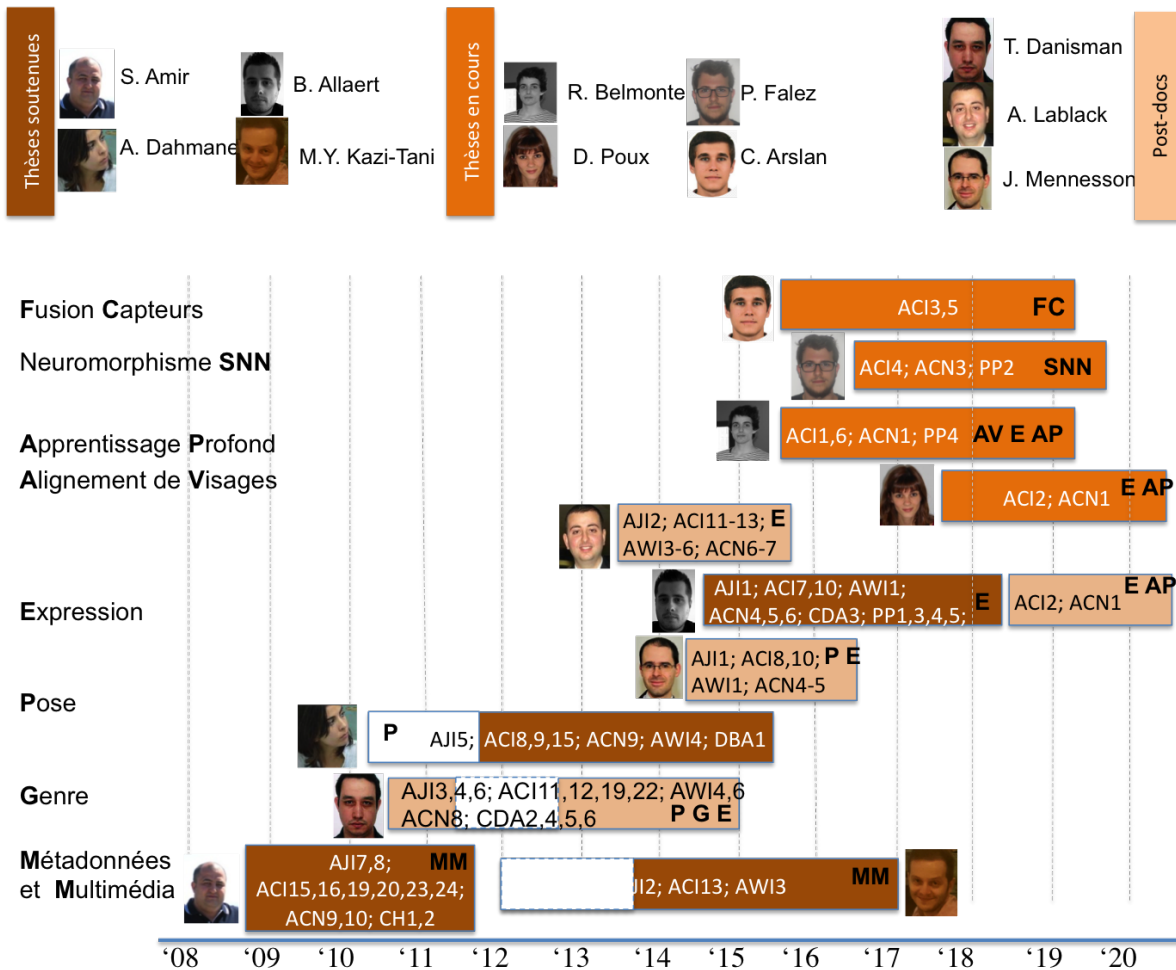 Thèses soutenues
S. Amir
A. Dahmane
B. Allaert
M.Y. Kazi-Tani
Thèses en cours
R. Belmonte
D. Poux
P. Falez
C. Arslan
T. Danisman
A. Lablack
J. Mennesson
Post-docs
Fusion Capteurs
ACI3,5 FC
Neuromorphisme SNN
ACI4; ACN3; PP2 SNN
Apprentissage Profond
ACI1,6; ACN1; PP4 AV E AP
Alignement de Visages
ACI2; ACN1 E AP
AJI2; ACI11-13; E
AWI3-6; ACN6-7
Expression
AJI1; ACI7,10; AWI1;
ACN4,5,6; CDA3; PP1,3,4,5; E
ACI2; ACN1 E AP
AJI1; ACI8,10; P E
AWI1; ACN4-5
Pose
P AJI5; ACI8,9,15; ACN9; AWI4; DBA1
Genre
AJI3,4,6; ACI11,12,19,22; AWI4,6
ACN8; CDA2,4,5,6 P G E
Métadonnées
et Multimédia
AJI7,8; MM
ACI15,16,19,20,23,24;
ACN9,10; CH1,2
JI2; ACI13; AWI3 MM
‘08 ‘09 ‘10 ‘11 ‘12 ‘13 ‘14 ‘15 ‘16 ‘17 ‘18 ‘19 ‘20